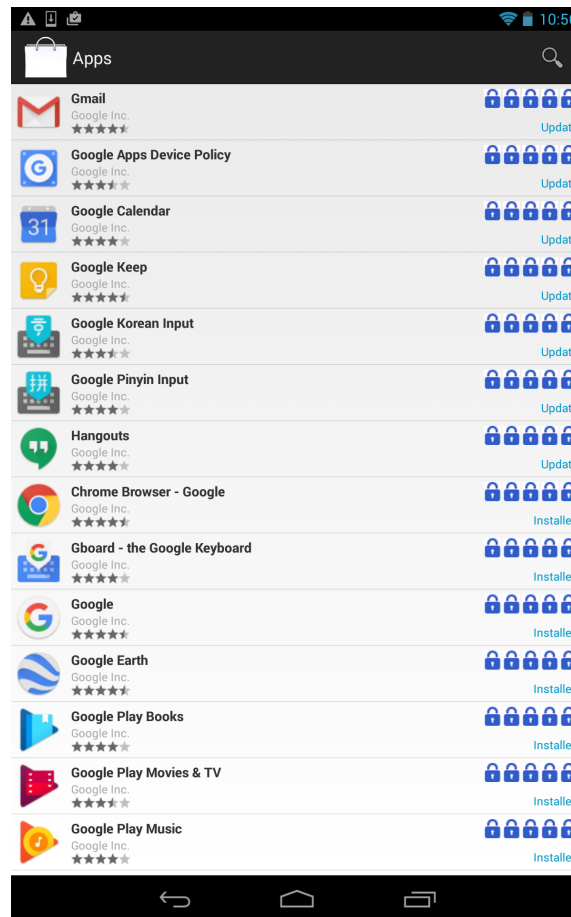 10:50
Apps
Gmail
Google Inc.
Updat
Google Apps Device Policy
Google Inc.
Updat
31
Google Calendar
Google Inc.
Updat
Google Keep
Google Inc.
Updat
Google Korean Input
Google Inc.
Updat
拼
Google Pinyin Input
Google Inc.
Updat
Hangouts
Google Inc.
Updat
Chrome Browser - Google
Google Inc.
Installe
Gboard - the Google Keyboard
Google Inc.
Installe
Google
Google Inc.
Installe
Google Earth
Google Inc.
Installe
Google Play Books
Google Inc.
Installe
Google Play Movies & TV
Google Inc.
Installe
Google Play Music
Google Inc.
Installe